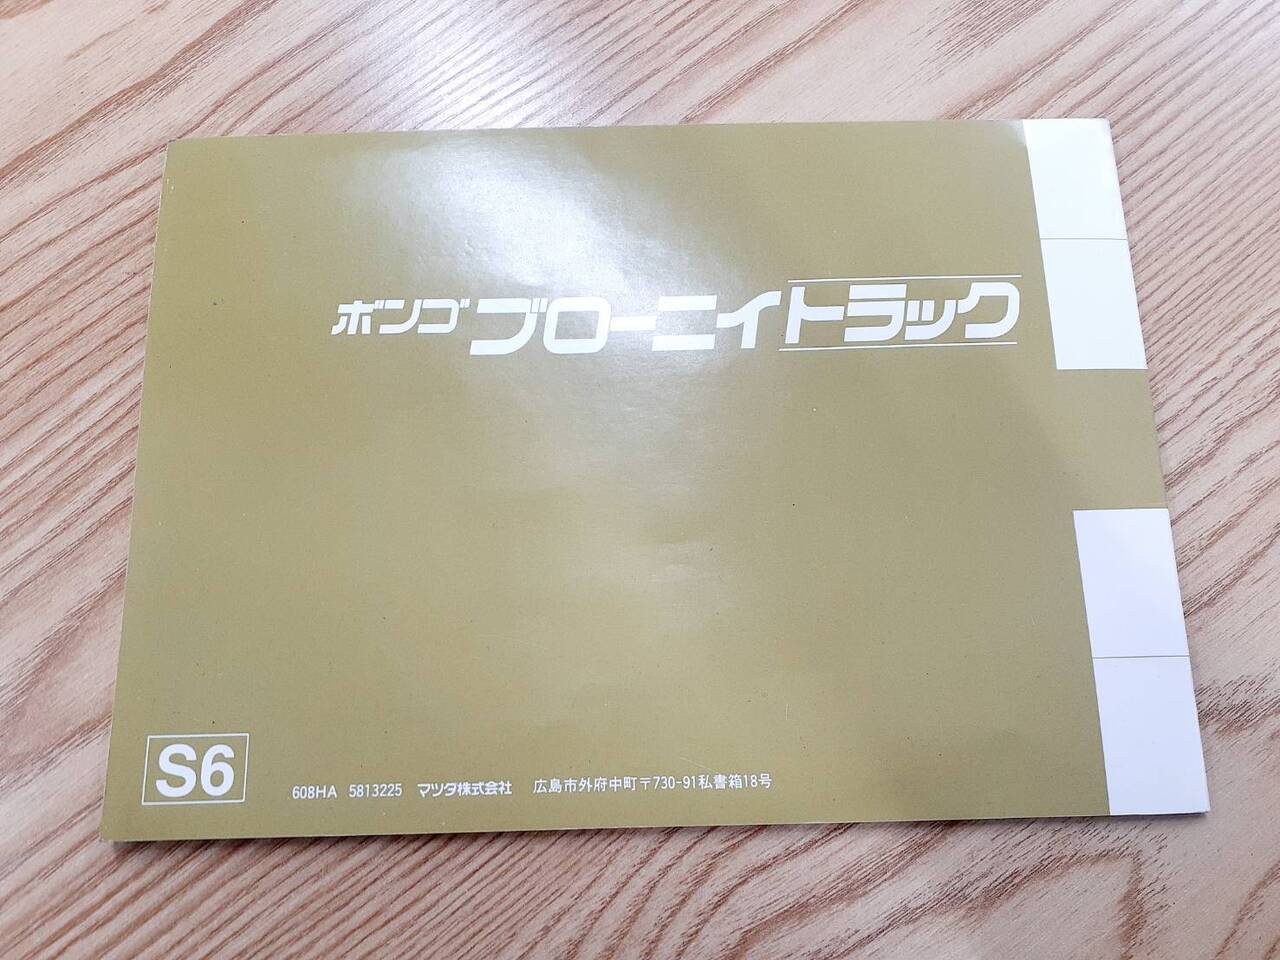 ボンゴ ブローニイトラック
S6
608HA 5813225 マツダ株式会社 広島市外府中町〒730-91私書箱18号